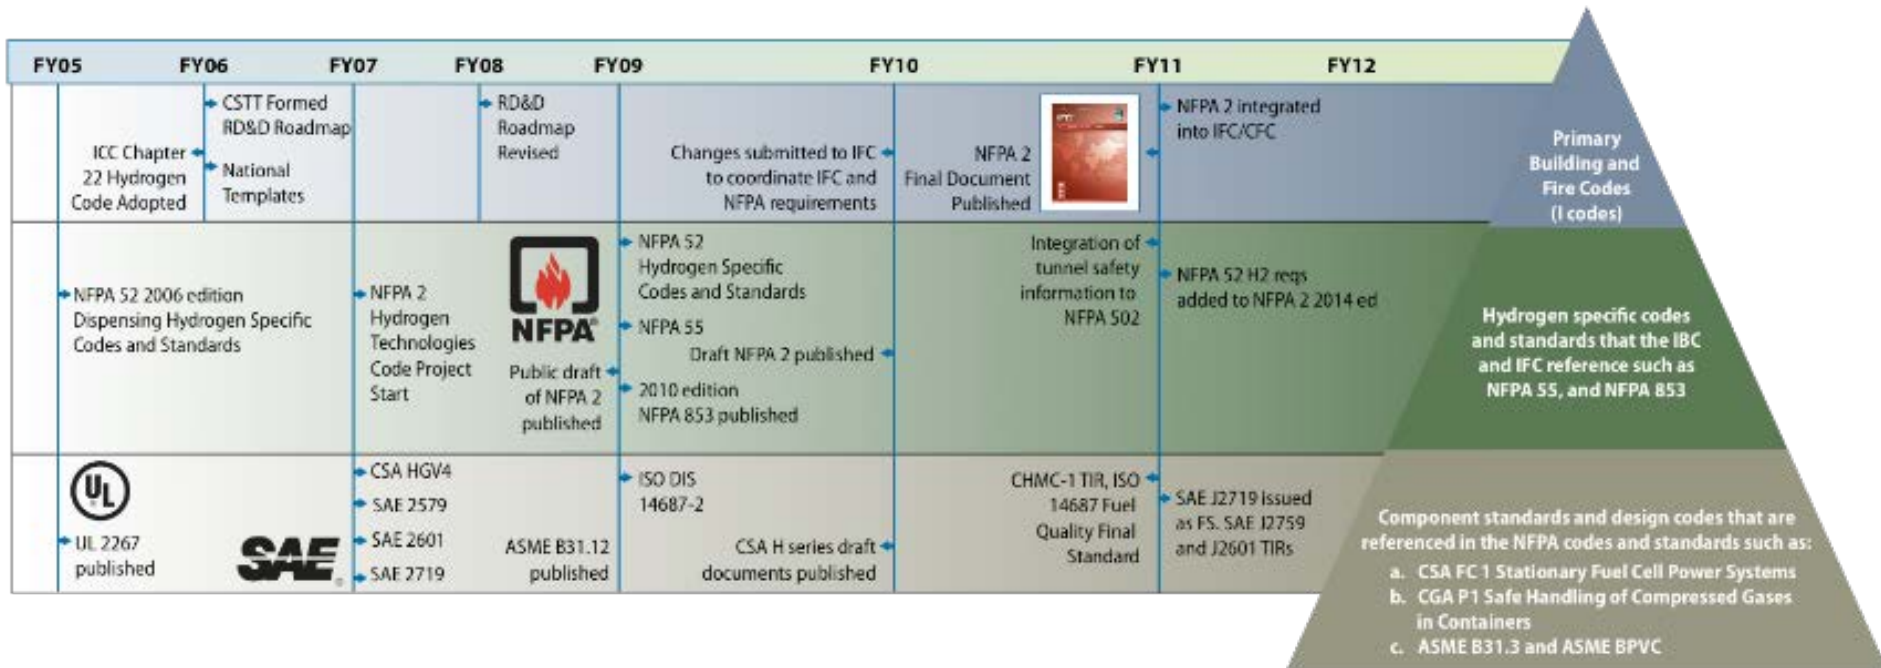 FY05 FY06 FY07 FY08 FY09 FY10 FY11 FY12
ICC Chapter
22 Hydrogen
Code Adopted
CSTT Formed
RD&D Roadmap
National
Templates
RD&D
Roadmap
Revised
Changes submitted to IFC
to coordinate IFC and
NFPA requirements
NFPA 2
Final Document
Published
NFPA 2 integrated
into IFC/CFC
Primary
Building and
Fire Codes
(I codes)
NFPA 52 2006 edition
Dispensing Hydrogen Specific
Codes and Standards
NFPA 2
Hydrogen
Technologies
Code Project
Start
NFPA
Public draft
of NFPA 2
published
NFPA 52
Hydrogen Specific
Codes and Standards
NFPA 55
Draft NFPA 2 published
2010 edition
NFPA 853 published
Integration of
tunnel safety
information to
NFPA 502
NFPA 52 H2 reqs
added to NFPA 2 2014 ed
Hydrogen specific codes
and standards that the IBC
and IFC reference such as
NFPA 55, and NFPA 853
UL
UL 2267
published
SAE
CSA HGV4
SAE 2579
SAE 2601
SAE 2719
ASME B31.12
published
ISO DIS
14687-2
CSA H series draft
documents published
CHMC-1 TIR, ISO
14687 Fuel
Quality Final
Standard
SAE J2719 issued
as FS. SAE J2759
and J2601 TIRs
Component standards and design codes that are
referenced in the NFPA codes and standards such as:
a. CSA FC 1 Stationary Fuel Cell Power Systems
b. CGA P1 Safe Handling of Compressed Gases
in Containers
c. ASME B31.3 and ASME BPVC